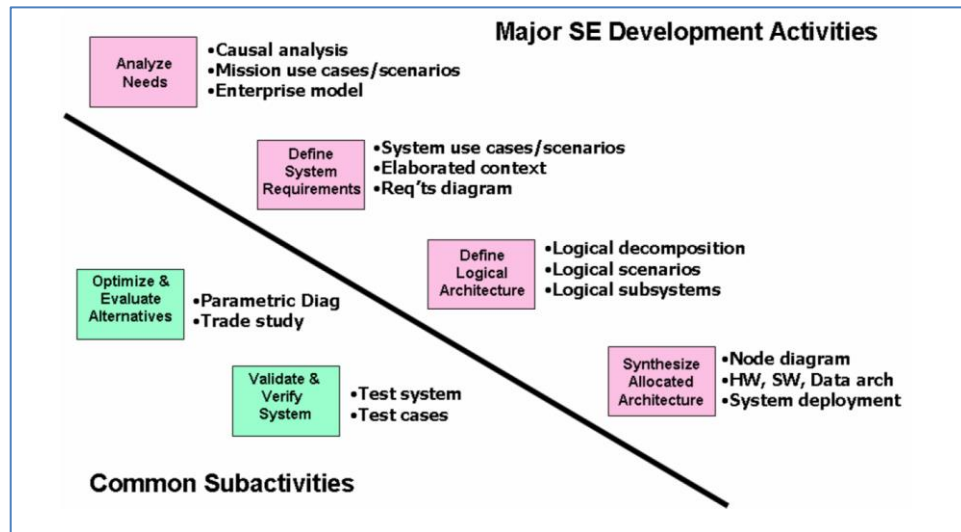 Major SE Development Activities
Analyze
Needs
•Causal analysis
•Mission use cases/scenarios
•Enterprise model
Define
System
Requirements
•System use cases/scenarios
•Elaborated context
•Req'ts diagram
Define
Logical
Architecture
•Logical decomposition
•Logical scenarios
•Logical subsystems
Optimize &
Evaluate
Alternatives
•Parametric Diag
•Trade study
Synthesize
Allocated
Architecture
•Node diagram
•HW, SW, Data arch
•System deployment
Validate &
Verify
System
•Test system
•Test cases
Common Subactivities